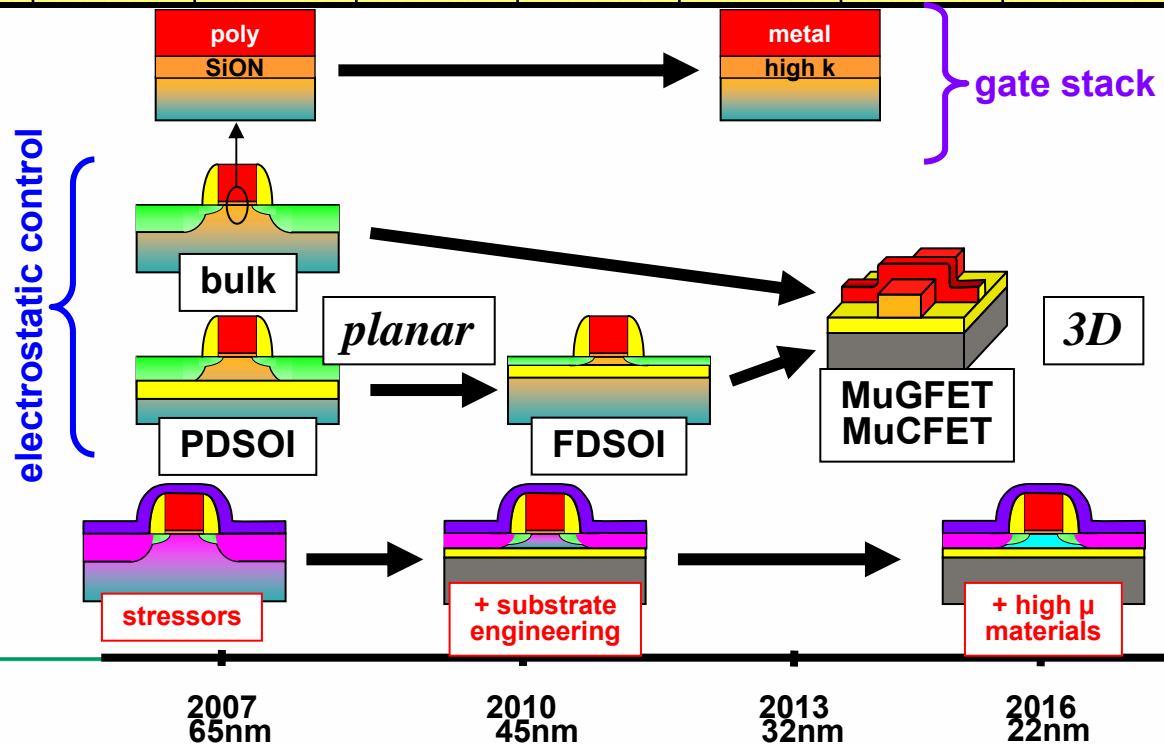 poly
SiON
metal
high k
gate stack
electrostatic control
bulk
planar
3D
MuGFET
MuCFET
PDSOI
FDSOI
stressors
+ substrate
engineering
+ high µ
materials
2007
65nm
2010
45nm
2013
32nm
2016
22nm